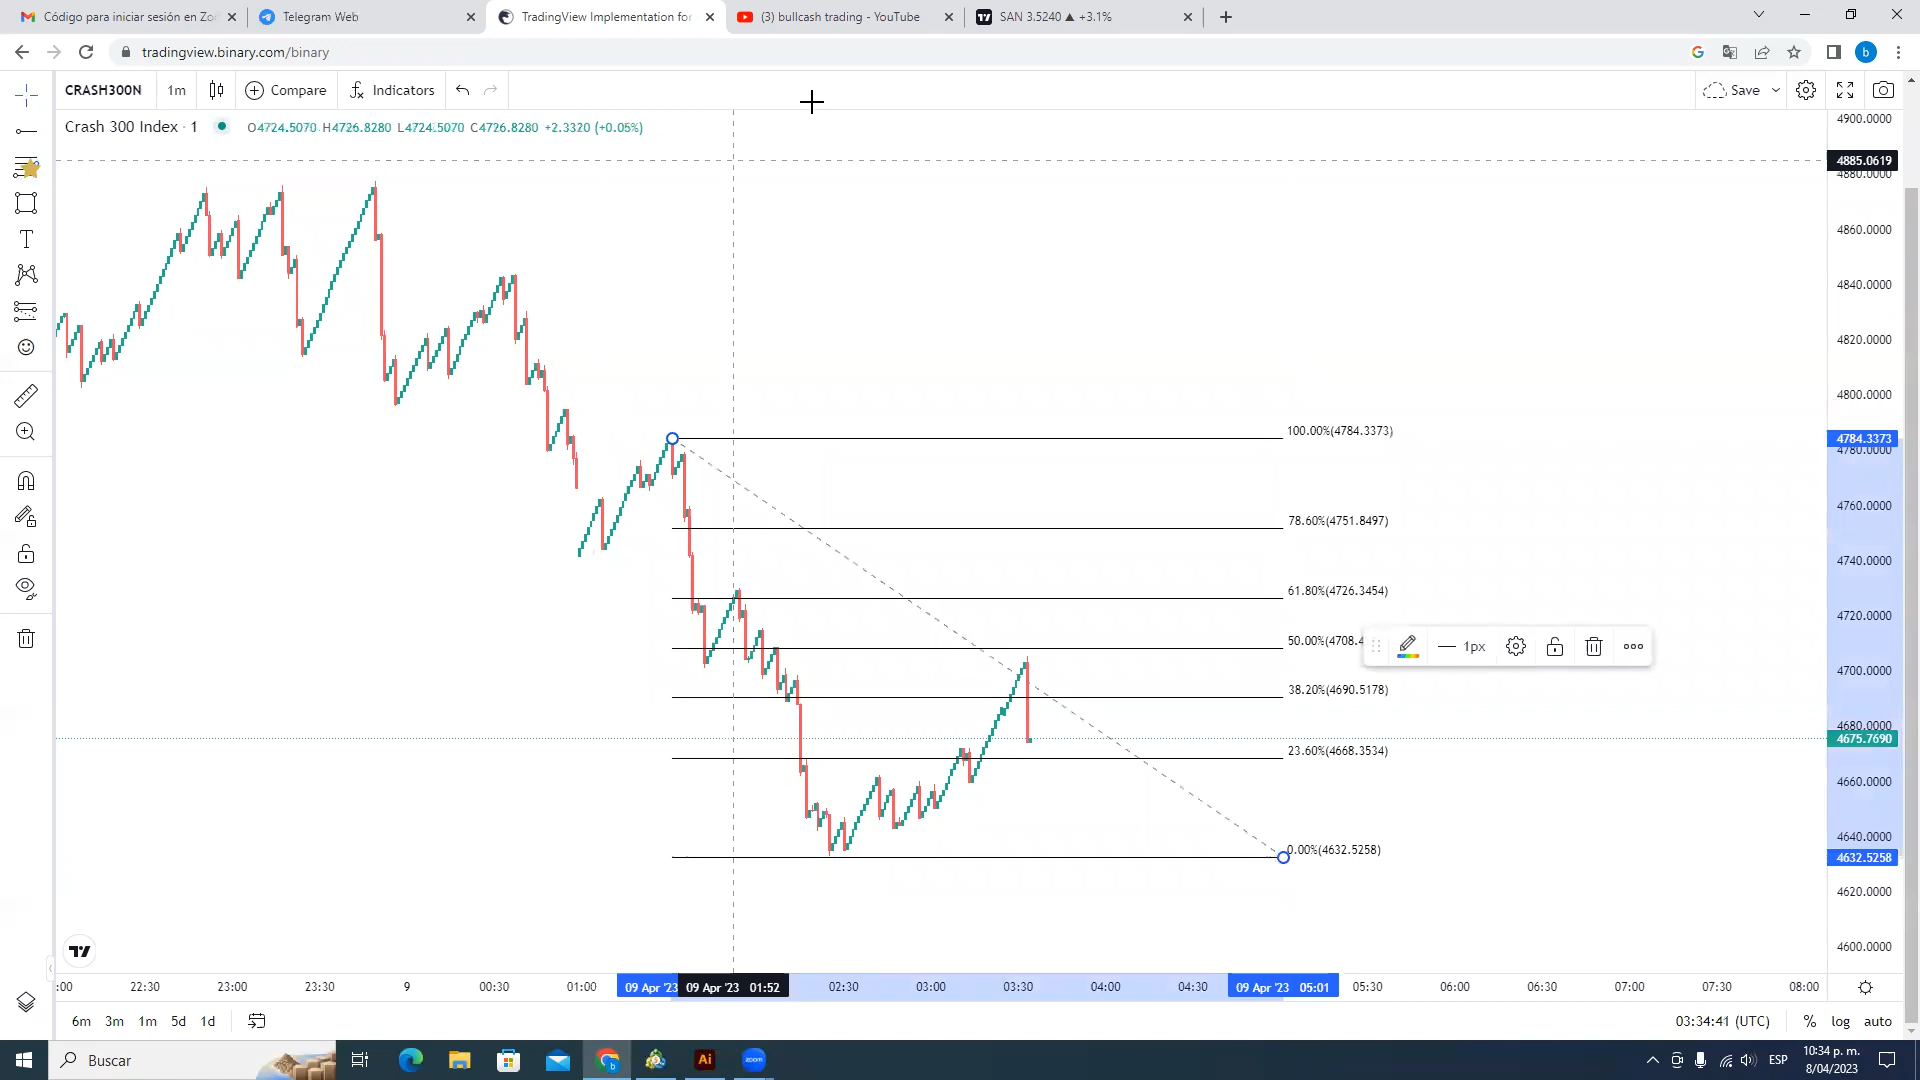 Código para iniciar sesión en Zo
Telegram Web
TradingView Implementation for
(3) bullcash trading - YouTube
SAN 3.5240 ▲ +3.1%
tradingview.binary.com/binary
b
CRASH300N
1m
Compare
Indicators
Save
Crash 300 Index · 1
O4724.5070 H4726.8280 L4724.5070 C4726.8280 +2.3320 (+0.05%)
4900.0000
4885.0619
4880.0000
4860.0000
4840.0000
4820.0000
4800.0000
100.00%(4784.3373)
4784.3373
4780.0000
4760.0000
78.60%(4751.8497)
4740.0000
61.80%(4726.3454)
4720.0000
50.00%(4708.4
1px
4700.0000
38.20%(4690.5178)
4680.0000
4675.7690
23.60%(4668.3534)
4660.0000
4640.0000
0.00%(4632.5258)
4632.5258
4620.0000
4600.0000
:00 22:30 23:00 23:30 9 00:30 01:00 09 Apr '23 09 Apr '23 01:52 02:30 03:00 03:30 04:00 04:30 09 Apr '23 05:01 05:30 06:00 06:30 07:00 07:30 08:00
6m 3m 1m 5d 1d
03:34:41 (UTC) % log auto
Buscar
Ai
zoom
ESP
10:34 p. m.
8/04/2023